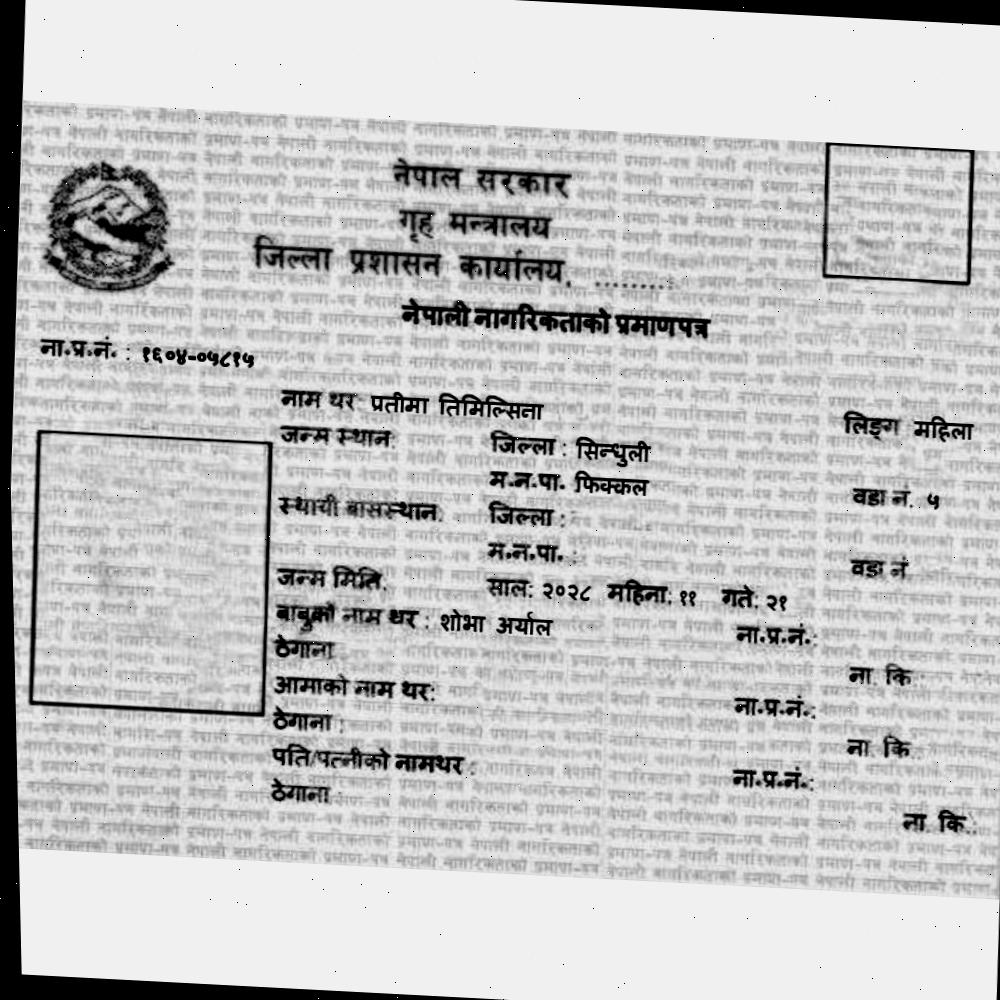 नेपाल सरकार
गृह मन्त्रालय
जिल्ला प्रशासन कार्यालय, .........
नेपाली नागरिकताको प्रमाणपत्र
ना.प्र.नं. : १६०४-०५८१५
नाम थर: प्रतीमा तिमिल्सिना लिङ्ग महिला
जन्म स्थान: जिल्ला : सिन्धुली
म.न.पा. फिक्कल वडा नं. ५
स्थायी बासस्थान: जिल्ला :
म.न.पा. : वडा नं
जन्म मिति: साल: २०२८ महिना: ११ गते: २१
बाबुको नाम थर : शोभा अर्याल ना.प्र.नं.:
ठेगाना ना. कि.:
आमाको नाम थर: ना.प्र.नं.:
ठेगाना : ना. कि.
पति/पत्नीको नामथर : ना.प्र.नं.:
ठेगाना : ना. कि.: